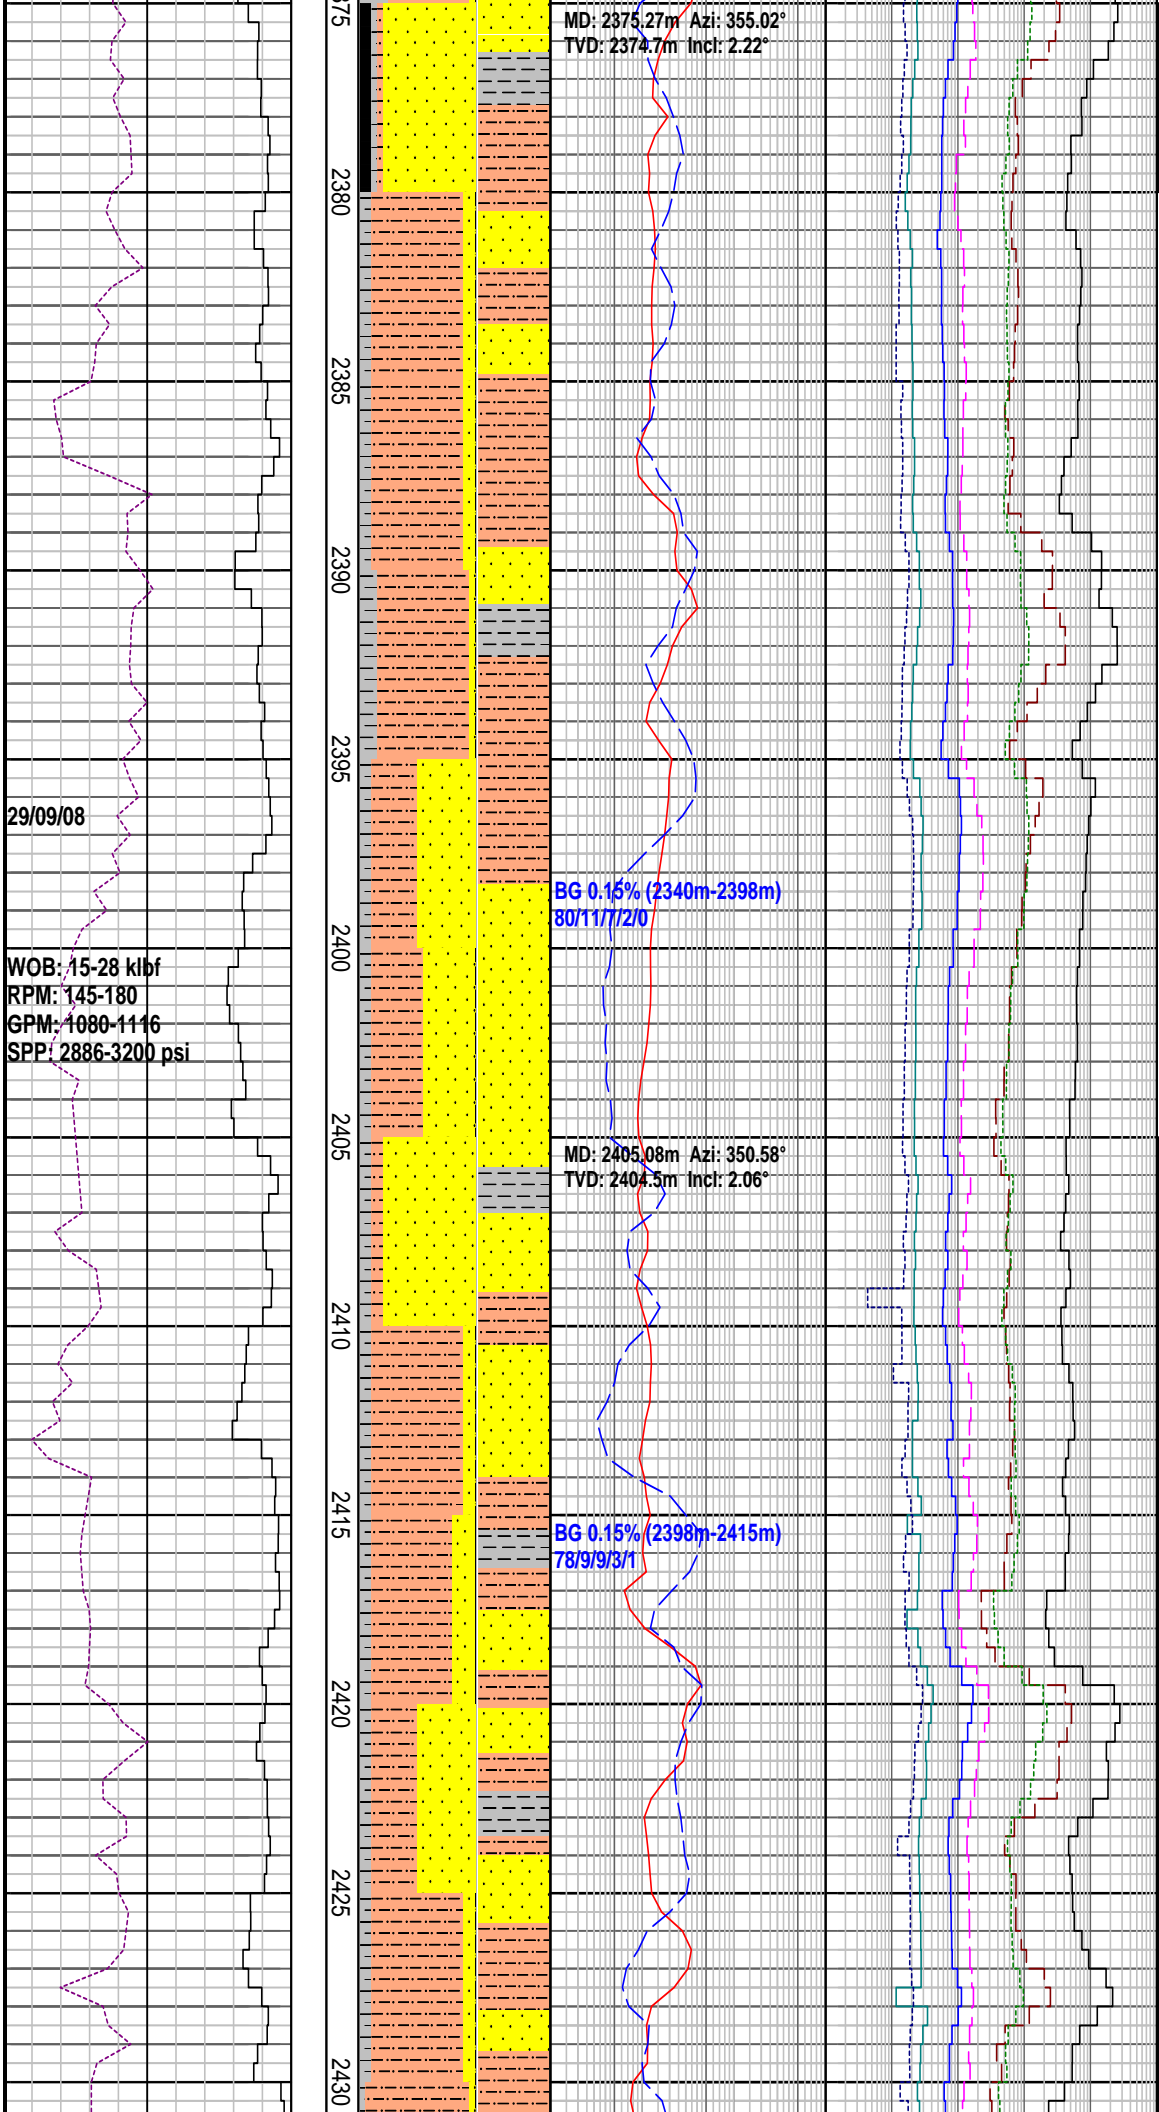 375
MD: 2375.27m Azi: 355.02°
TVD: 2374.7m Incl: 2.22°
2380
2385
2390
2395
29/09/08
BG 0.15% (2340m-2398m)
80/11/7/2/0
2400
WOB: 15-28 klbf
RPM: 145-180
GPM: 1080-1116
SPP: 2886-3200 psi
2405
MD: 2405.08m Azi: 350.58°
TVD: 2404.5m Incl: 2.06°
2410
2415
BG 0.15% (2398m-2415m)
78/9/9/3/1
2420
2425
2430